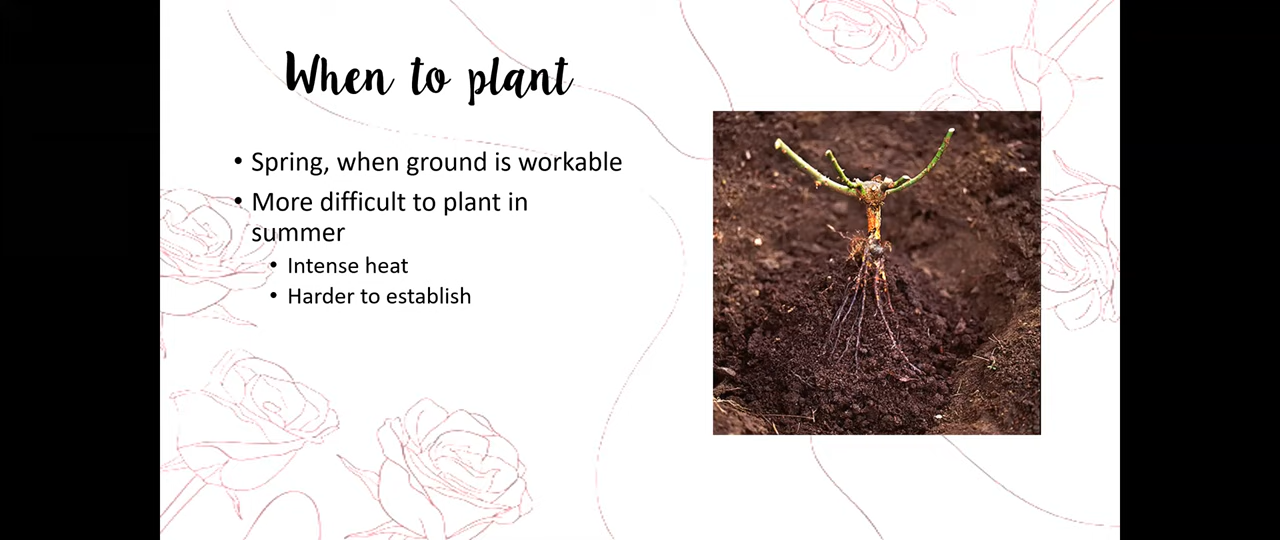 When to plant
• Spring, when ground is workable
• More difficult to plant in
summer
• Intense heat
• Harder to establish